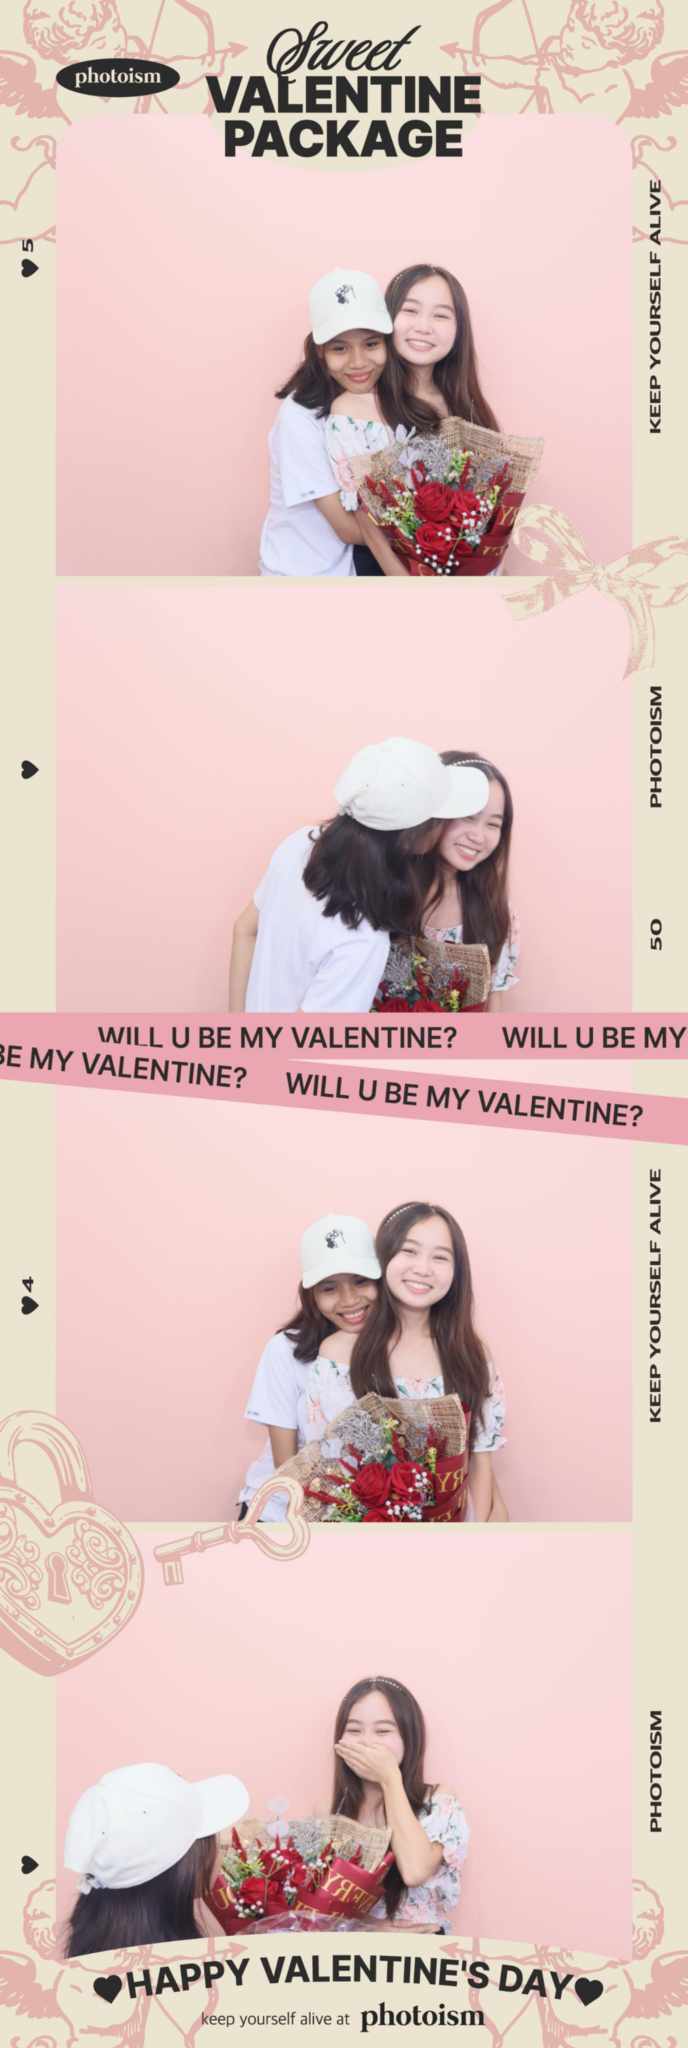 Sweet
photoism
VALENTINE
PACKAGE
5
KEEP YOURSELF ALIVE
PHOTOISM
50
WILL U BE MY VALENTINE? WILL U BE MY
BE MY VALENTINE? WILL U BE MY VALENTINE?
4
KEEP YOURSELF ALIVE
PHOTOISM
HAPPY VALENTINE'S DAY
keep yourself alive at photoism